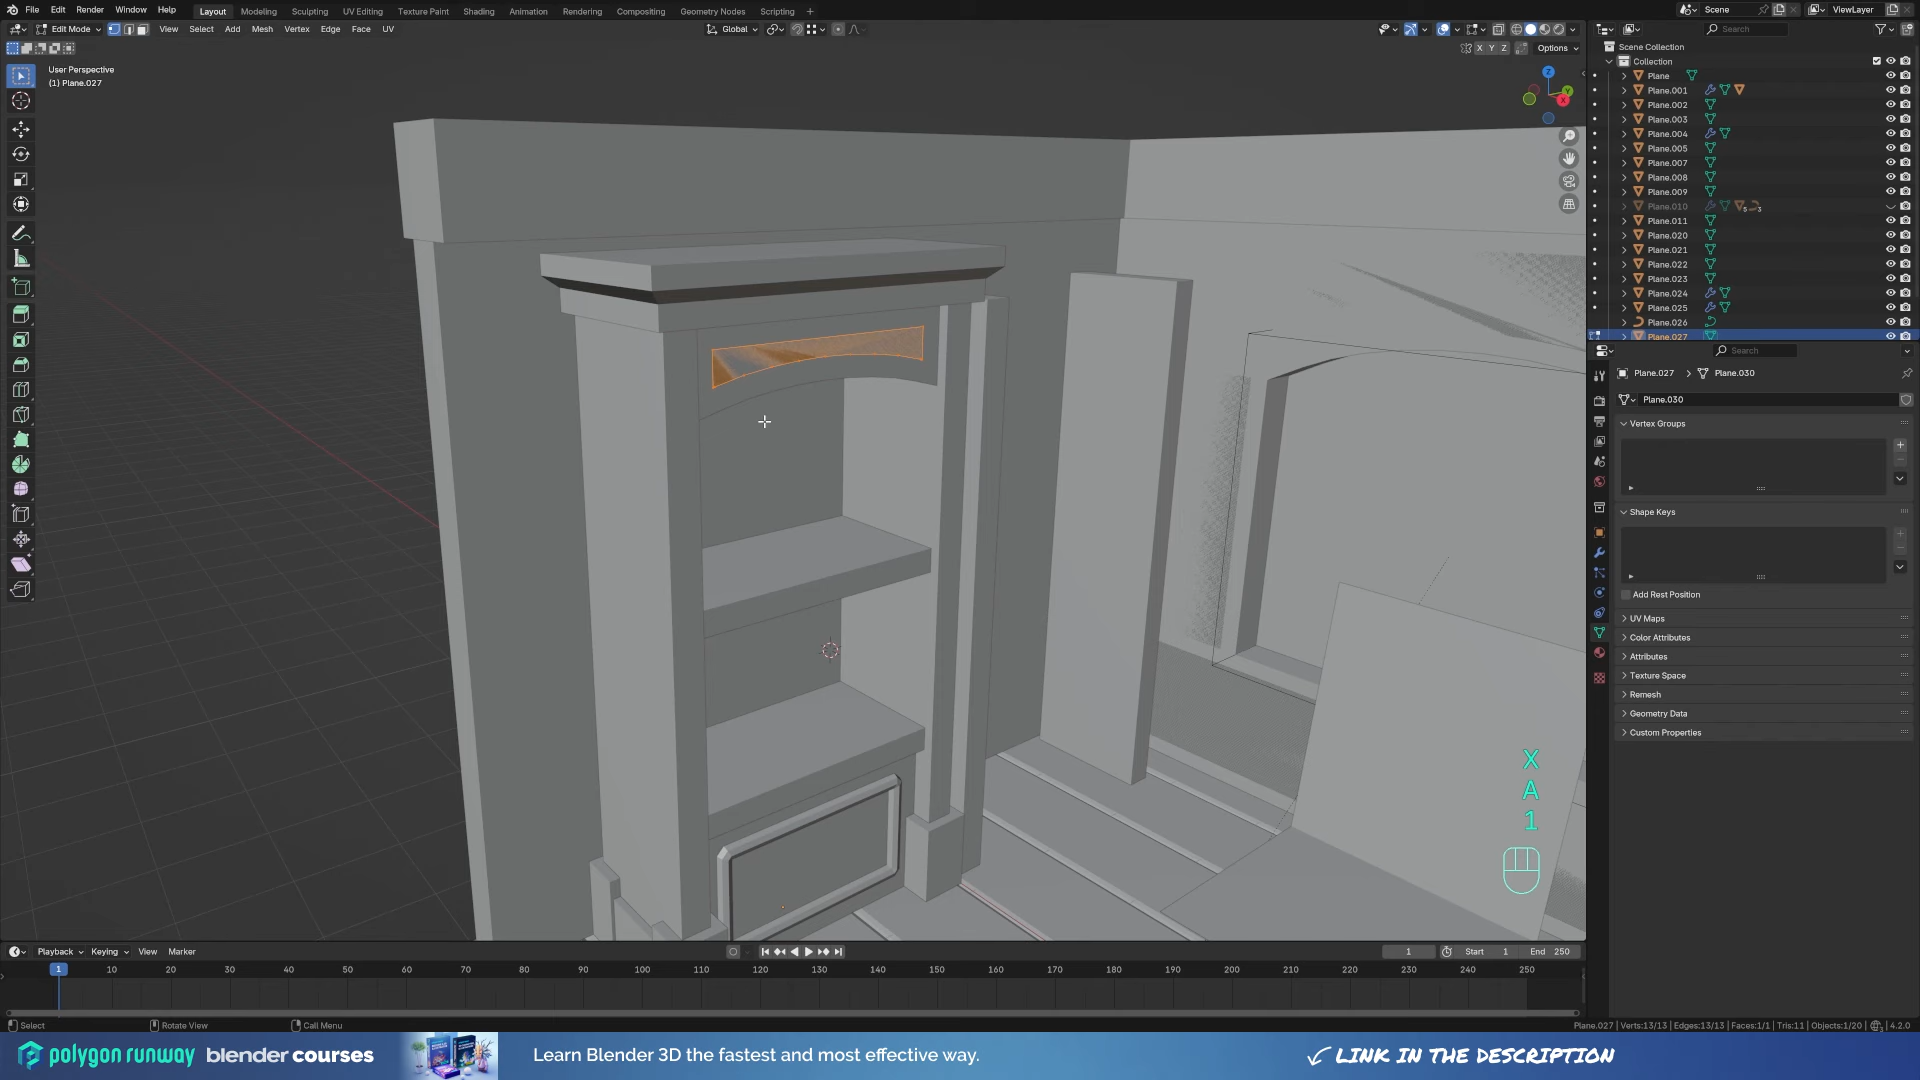 File Edit Render Window Help Layout Modeling Sculpting UV Editing Texture Paint Shading Animation Rendering Compositing Geometry Nodes Scripting + Scene ViewLayer
Edit Mode View Select Add Mesh Vertex Edge Face UV Global Search
X Y Z Options
Scene Collection
Collection
User Perspective
(1) Plane.027
Z
Y
X
Plane
Plane.001
Plane.002
Plane.003
Plane.004
Plane.005
Plane.007
Plane.008
Plane.009
Plane.010 5 3
Plane.011
Plane.020
Plane.021
Plane.022
Plane.023
Plane.024
Plane.025
Plane.026
Plane.027
Search
Plane.027 > Plane.030
Plane.030
Vertex Groups
Shape Keys
Add Rest Position
UV Maps
Color Attributes
Attributes
Texture Space
Remesh
Geometry Data
Custom Properties
X
A
1
Playback Keying View Marker 1 Start 1 End 250
1 10 20 30 40 50 60 70 80 90 100 110 120 130 140 150 160 170 180 190 200 210 220 230 240 250
Select Rotate View Call Menu Plane.027 | Verts:13/13 | Edges:13/13 | Faces:1/1 | Tris:11 | Objects:1/20 | 4.2.0
polygon runway blender courses Learn Blender 3D the fastest and most effective way. LINK IN THE DESCRIPTION